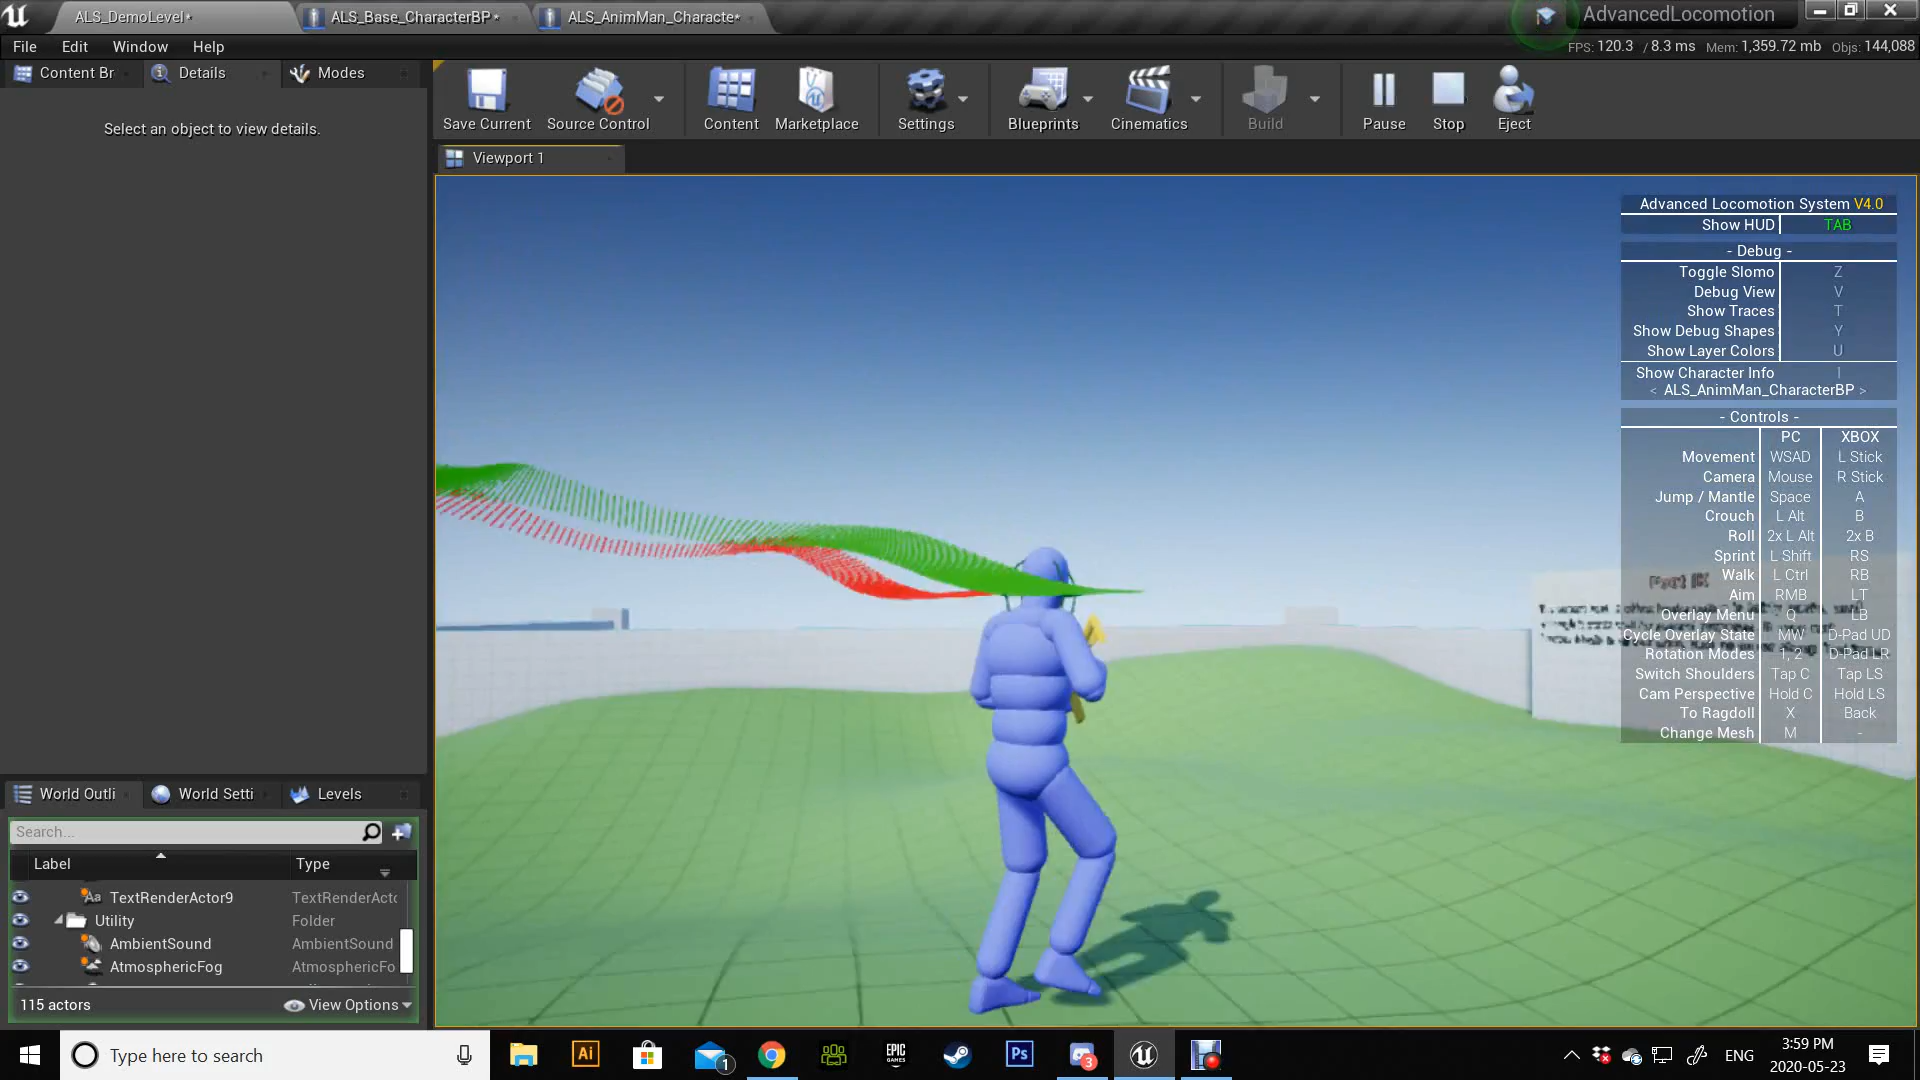 ALS_DemoLevel*
ALS_Base_CharacterBP*
ALS_AnimMan_Characte*
AdvancedLocomotion
File Edit Window Help
FPS: 120.3 / 8.3 ms Mem: 1,359.72 mb Objs: 144,088
Content Br Details Modes
Select an object to view details.
Save Current Source Control Content Marketplace Settings Blueprints Cinematics Build Pause Stop Eject
Viewport 1
Advanced Locomotion System V4.0
Show HUD TAB
- Debug -
Toggle Slomo Z
Debug View V
Show Traces T
Show Debug Shapes Y
Show Layer Colors U
Show Character Info I
< ALS_AnimMan_CharacterBP >
- Controls -
PC XBOX
Movement WSAD L Stick
Camera Mouse R Stick
Jump / Mantle Space A
Crouch L Alt B
Roll 2x L Alt 2x B
Sprint L Shift RS
Walk L Ctrl RB
Aim RMB LT
Overlay Menu Q LB
Cycle Overlay State MW D-Pad UD
Rotation Modes 1, 2 D-Pad LR
Switch Shoulders Tap C Tap LS
Cam Perspective Hold C Hold LS
To Ragdoll X Back
Change Mesh M -
World Outli World Setti Levels
Search...
Label Type
TextRenderActor9 TextRenderActo
Utility Folder
AmbientSound AmbientSound
AtmosphericFog AtmosphericFo
115 actors View Options
Type here to search
Ai
1
EPIC GAMES
Ps
3
ENG
3:59 PM
2020-05-23